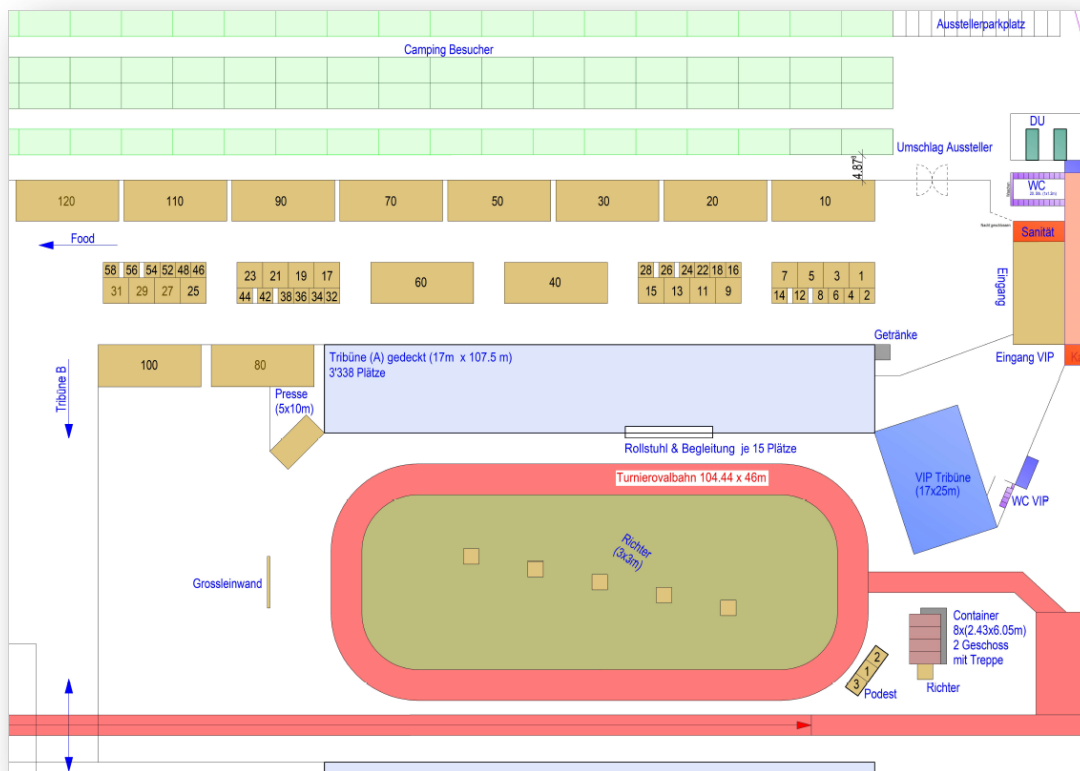 Ausstellerparkplatz
Camping Besucher
DU
Umschlag Aussteller
4.87
WC
120
110
90
70
50
30
20
10
Sanität
Food
58 56 54 52 48 46
31 29 27 25
23 21 19 17
44 42 38 36 34 32
60
40
28 26 24 22 18 16
15 13 11 9
7 5 3 1
14 12 8 6 4 2
Eingang
Getränke
Eingang VIP
100
80
Tribüne (A) gedeckt (17m x 107.5 m)
3'338 Plätze
Tribüne B
Presse
(5x10m)
Rollstuhl & Begleitung je 15 Plätze
Turnierovalbahn 104.44 x 46m
VIP Tribüne
(17x25m)
WC VIP
Richter
(3x3m)
Grossleinwand
Container
8x(2.43x6.05m)
2 Geschoss
mit Treppe
2
1
3
Podest
Richter